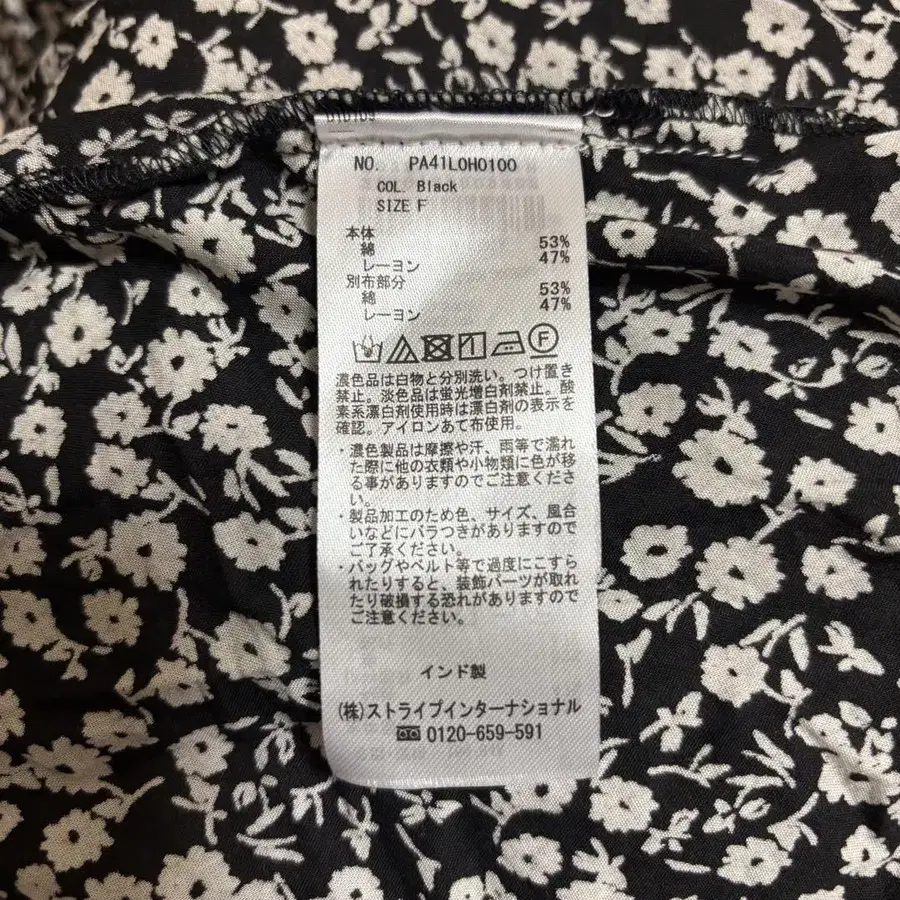 NO. PA41L0H0100
COL. Black
SIZE F
本体
綿 53%
レーヨン 47%
別布部分
綿 53%
レーヨン 47%
F
濃色品は白物と分別洗い。つけ置き
禁止。淡色品は蛍光増白剤禁止。酸
素系漂白剤使用時は漂白剤の表示を
確認。アイロンあて布使用。
・濃色製品は摩擦や汗、雨等で濡れ
た際に他の衣類や小物類に色が移
る事がありますのでご注意くださ
い。
・製品加工のため色、サイズ、風合
いなどにバラつきがありますので
ご了承ください。
・バッグやベルト等で過度にこすら
れたりすると、装飾パーツが取れ
たり破損する恐れがありますので
ご注意ください。
インド製
(株)ストライプインターナショナル
0120-659-591